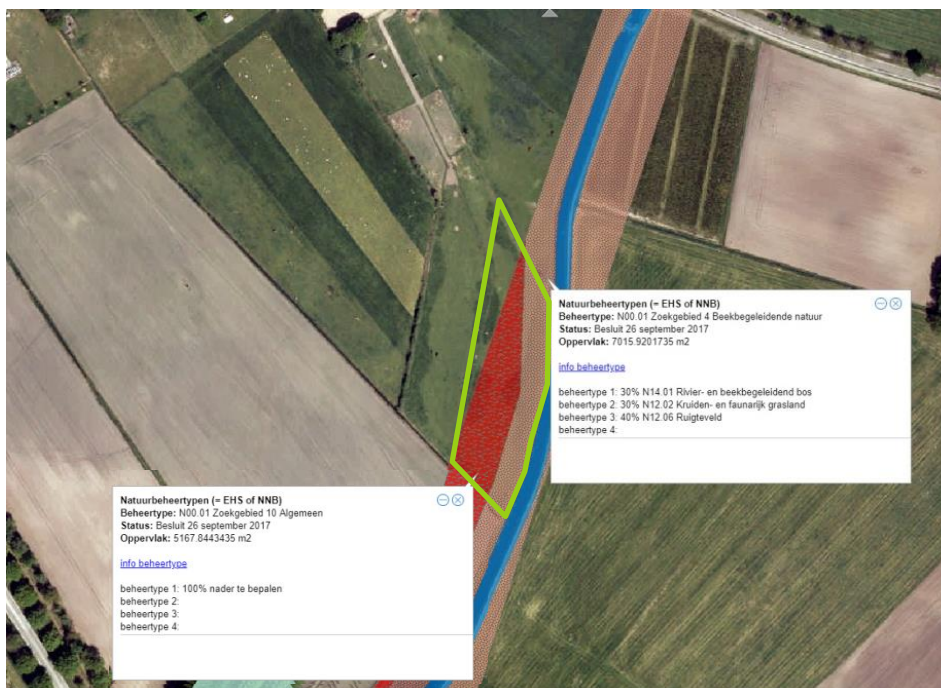 Natuurbeheertypen (= EHS of NNB)
Beheertype: N00.01 Zoekgebied 4 Beekbegeleidende natuur
Status: Besluit 26 september 2017
Oppervlak: 7015.9201735 m2
info beheertype
beheertype 1: 30% N14.01 Rivier- en beekbegeleidend bos
beheertype 2: 30% N12.02 Kruiden- en faunarijk grasland
beheertype 3: 40% N12.06 Ruigteveld
beheertype 4:
Natuurbeheertypen (= EHS of NNB)
Beheertype: N00.01 Zoekgebied 10 Algemeen
Status: Besluit 26 september 2017
Oppervlak: 5167.8443435 m2
info beheertype
beheertype 1: 100% nader te bepalen
beheertype 2:
beheertype 3:
beheertype 4: